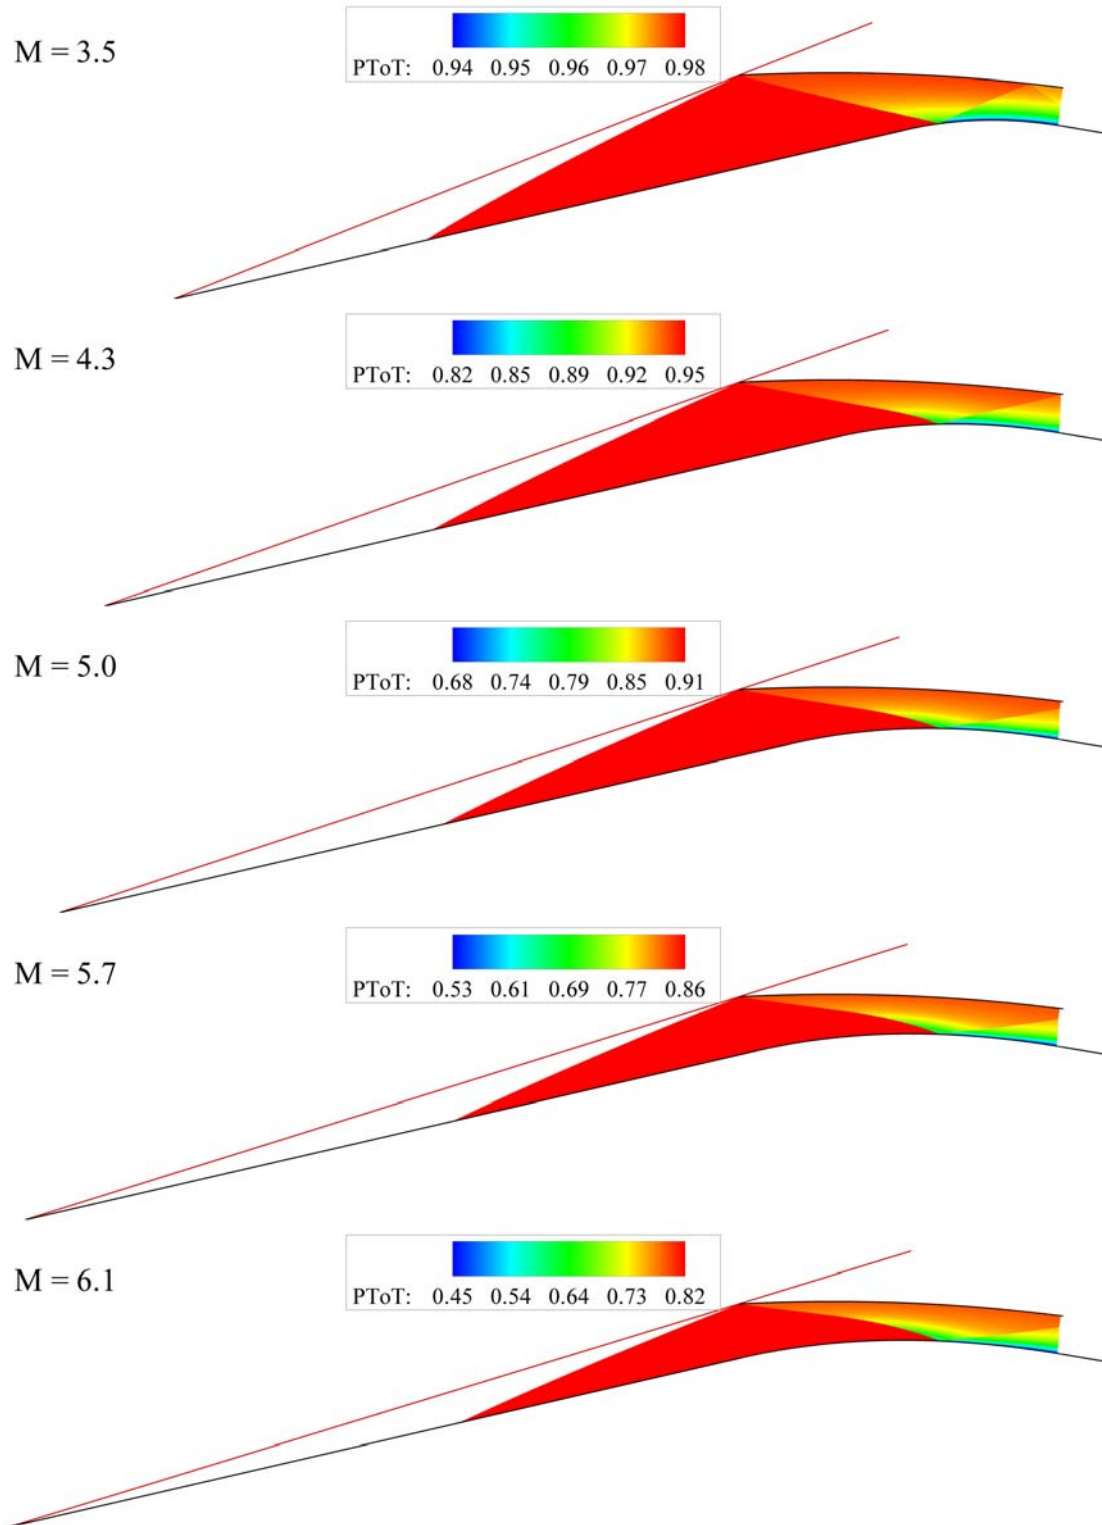 M = 3.5
PToT: 0.94 0.95 0.96 0.97 0.98
M = 4.3
PToT: 0.82 0.85 0.89 0.92 0.95
M = 5.0
PToT: 0.68 0.74 0.79 0.85 0.91
M = 5.7
PToT: 0.53 0.61 0.69 0.77 0.86
M = 6.1
PToT: 0.45 0.54 0.64 0.73 0.82